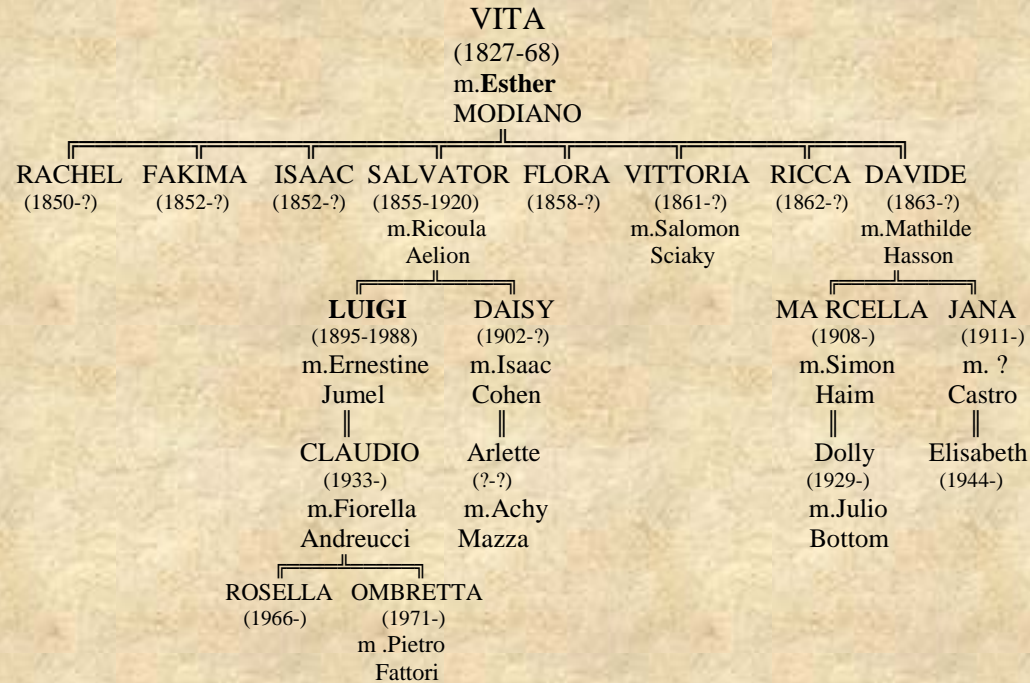 VITA
(1827-68)
m.Esther
MODIANO
RACHEL FAKIMA ISAAC SALVATOR FLORA VITTORIA RICCA DAVIDE
(1850-?) (1852-?) (1852-?) (1855-1920) (1858-?) (1861-?) (1862-?) (1863-?)
m.Ricoula m.Salomon m.Mathilde
Aelion Sciaky Hasson
LUIGI DAISY MA RCELLA JANA
(1895-1988) (1902-?) (1908-) (1911-)
m.Ernestine m.Isaac m.Simon m. ?
Jumel Cohen Haim Castro
CLAUDIO Arlette Dolly Elisabeth
(1933-) (?-?) (1929-) (1944-)
m.Fiorella m.Achy m.Julio
Andreucci Mazza Bottom
ROSELLA OMBRETTA
(1966-) (1971-)
m .Pietro
Fattori